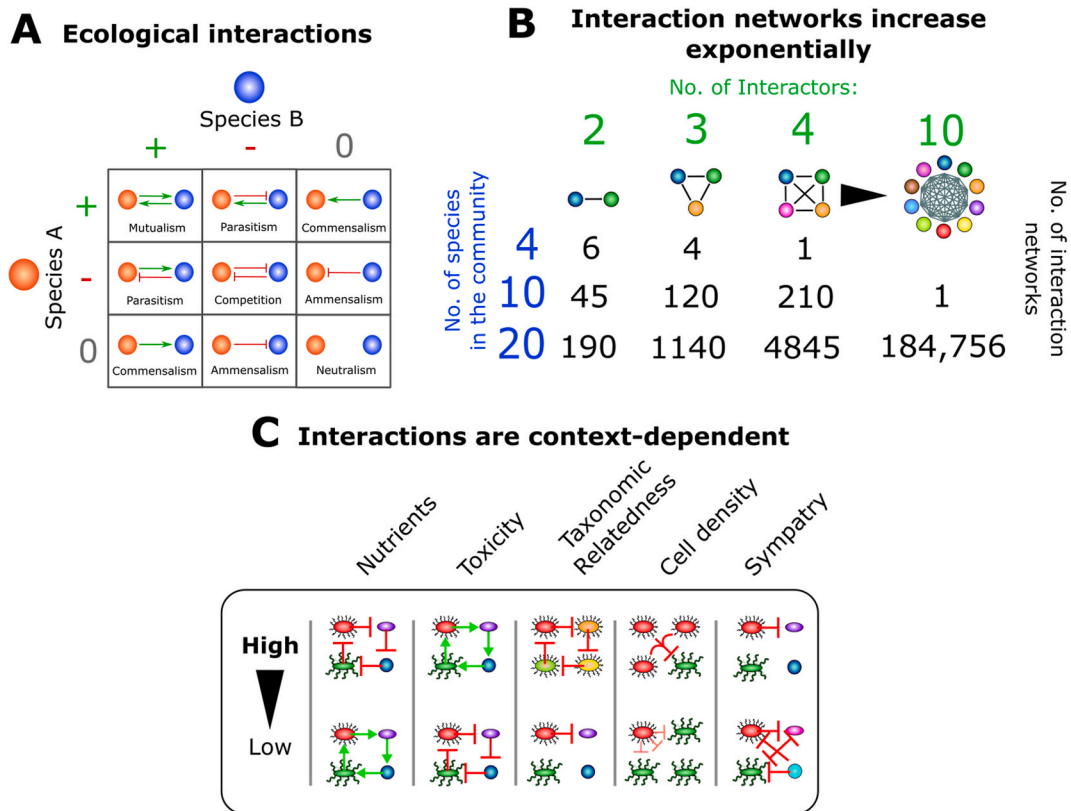 A Ecological interactions
Species B
+ - 0
Species A
+
Mutualism Parasitism Commensalism
-
Parasitism Competition Ammensalism
0
Commensalism Ammensalism Neutralism
B Interaction networks increase
exponentially
No. of Interactors:
2 3 4 10
No. of species
in the community
No. of interaction
networks
4 6 4 1
10 45 120 210 1
20 190 1140 4845 184,756
C Interactions are context-dependent
Nutrients
Toxicity
Taxonomic
Relatedness
Cell density
Sympatry
High
Low